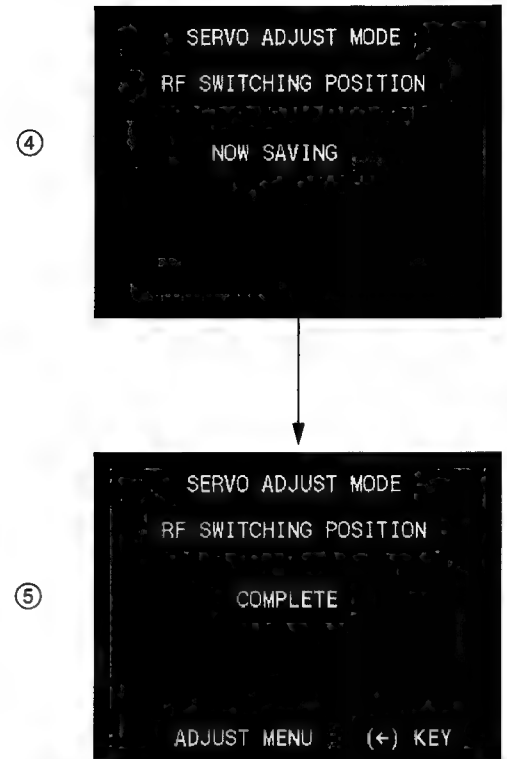 ④
SERVO ADJUST MODE
RF SWITCHING POSITION
NOW SAVING
⑤
SERVO ADJUST MODE
RF SWITCHING POSITION
COMPLETE
ADJUST MENU (←) KEY